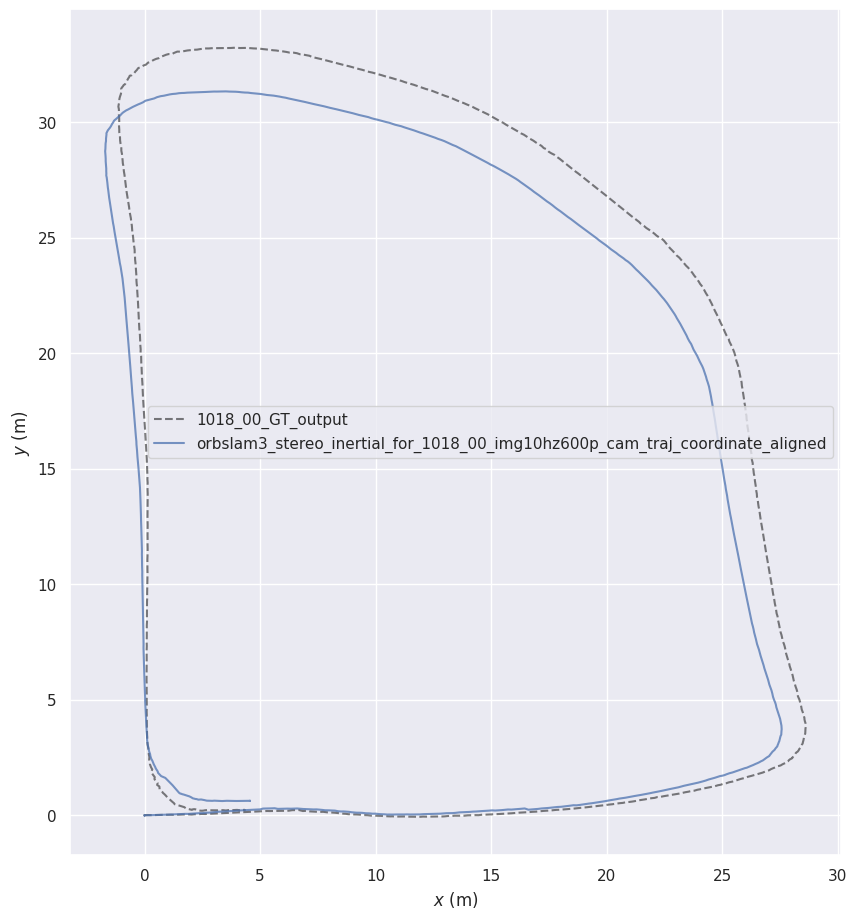 30
25
20
15
10
5
0
y (m)
1018_00_GT_output
orbslam3_stereo_inertial_for_1018_00_img10hz600p_cam_traj_coordinate_aligned
0 5 10 15 20 25 30
x (m)